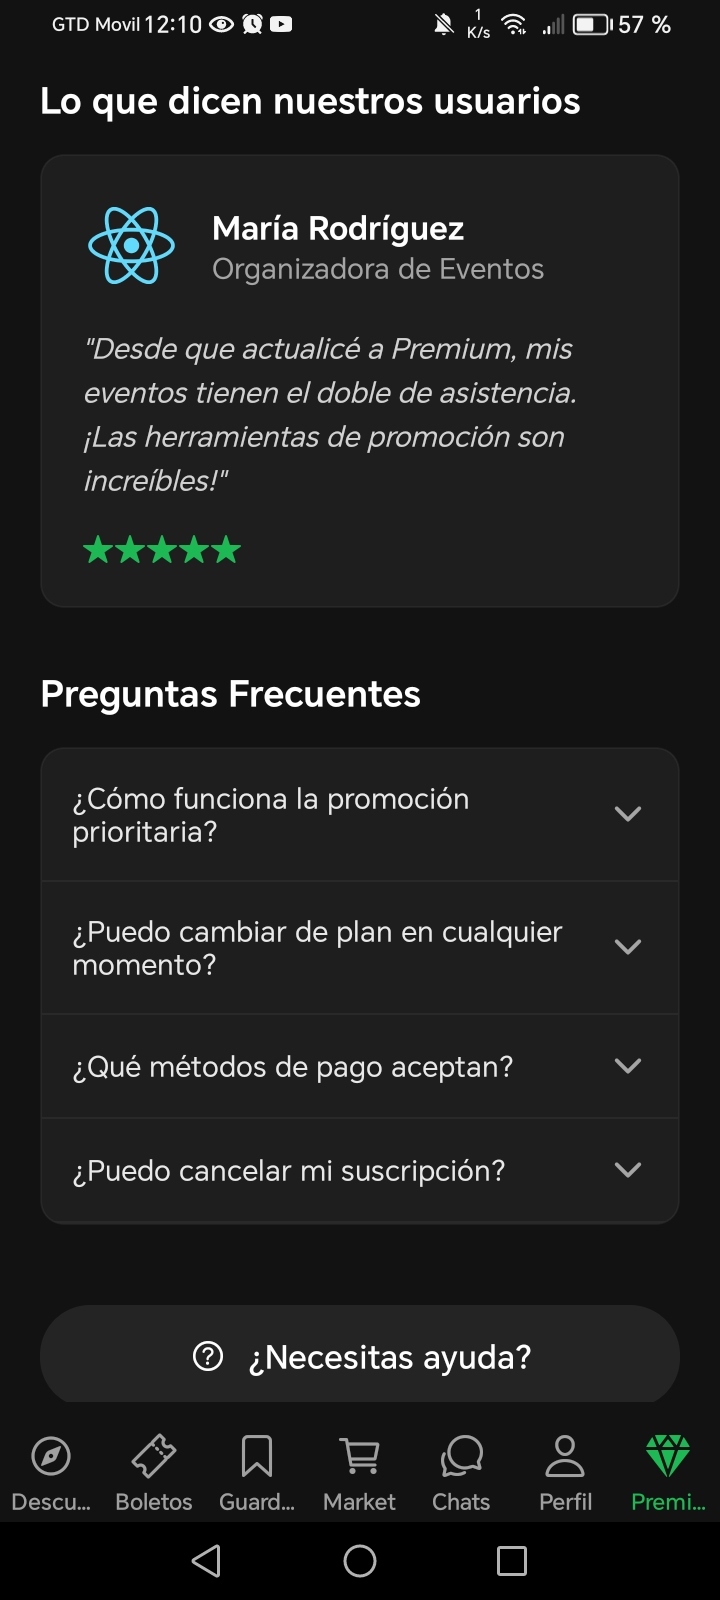 GTD Movil 12:10 1 K/s 57 %
Lo que dicen nuestros usuarios
María Rodríguez
Organizadora de Eventos
"Desde que actualicé a Premium, mis
eventos tienen el doble de asistencia.
¡Las herramientas de promoción son
increíbles!"
Preguntas Frecuentes
¿Cómo funciona la promoción
prioritaria?
¿Puedo cambiar de plan en cualquier
momento?
¿Qué métodos de pago aceptan?
¿Puedo cancelar mi suscripción?
¿Necesitas ayuda?
Descu... Boletos Guard... Market Chats Perfil Premi...